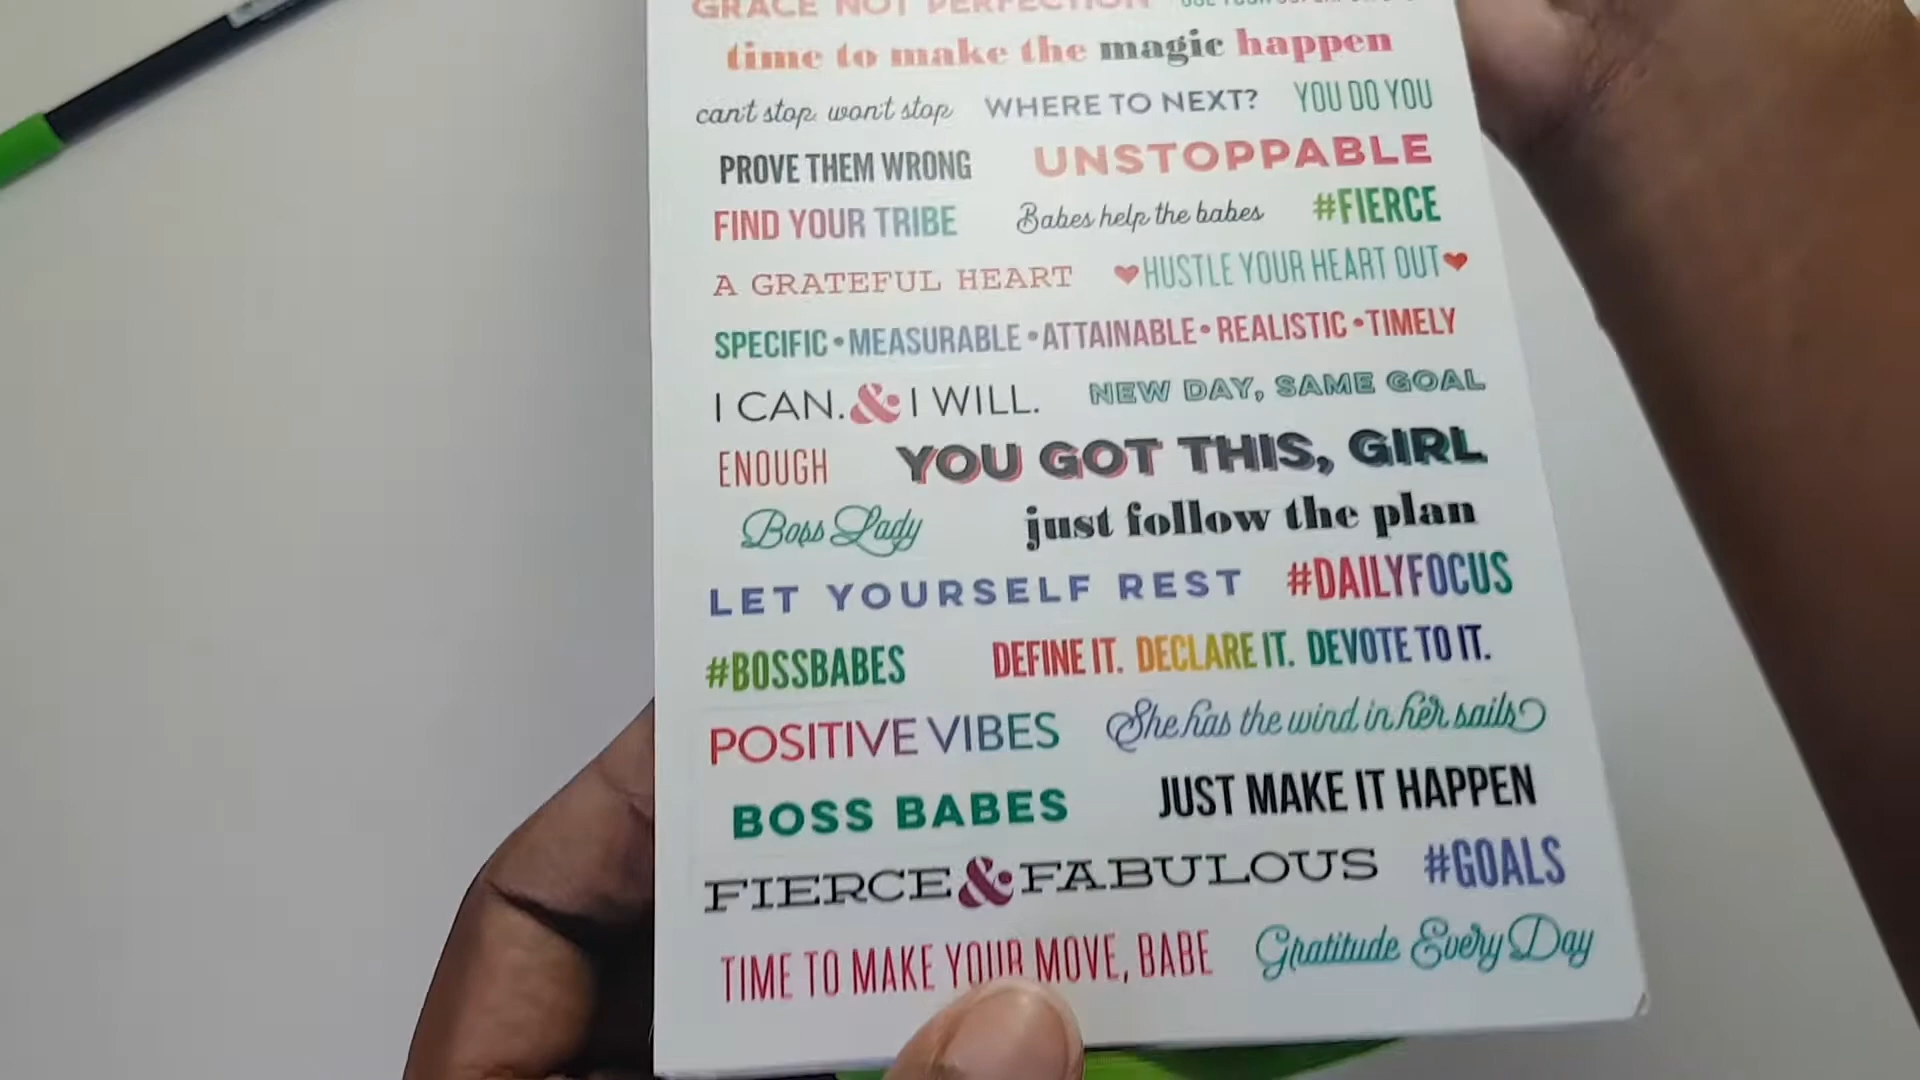 GRACE NOT PERFECTION
time to make the magic happen
can't stop won't stop WHERE TO NEXT? YOU DO YOU
PROVE THEM WRONG UNSTOPPABLE
FIND YOUR TRIBE Babes help the babes #FIERCE
A GRATEFUL HEART ♥HUSTLE YOUR HEART OUT♥
SPECIFIC•MEASURABLE•ATTAINABLE•REALISTIC•TIMELY
I CAN.&I WILL. NEW DAY, SAME GOAL
ENOUGH YOU GOT THIS, GIRL
Boss Lady just follow the plan
LET YOURSELF REST #DAILYFOCUS
#BOSSBABES DEFINE IT. DECLARE IT. DEVOTE TO IT.
POSITIVE VIBES She has the wind in her sails
BOSS BABES JUST MAKE IT HAPPEN
FIERCE&FABULOUS #GOALS
TIME TO MAKE YOUR MOVE, BABE Gratitude Every Day